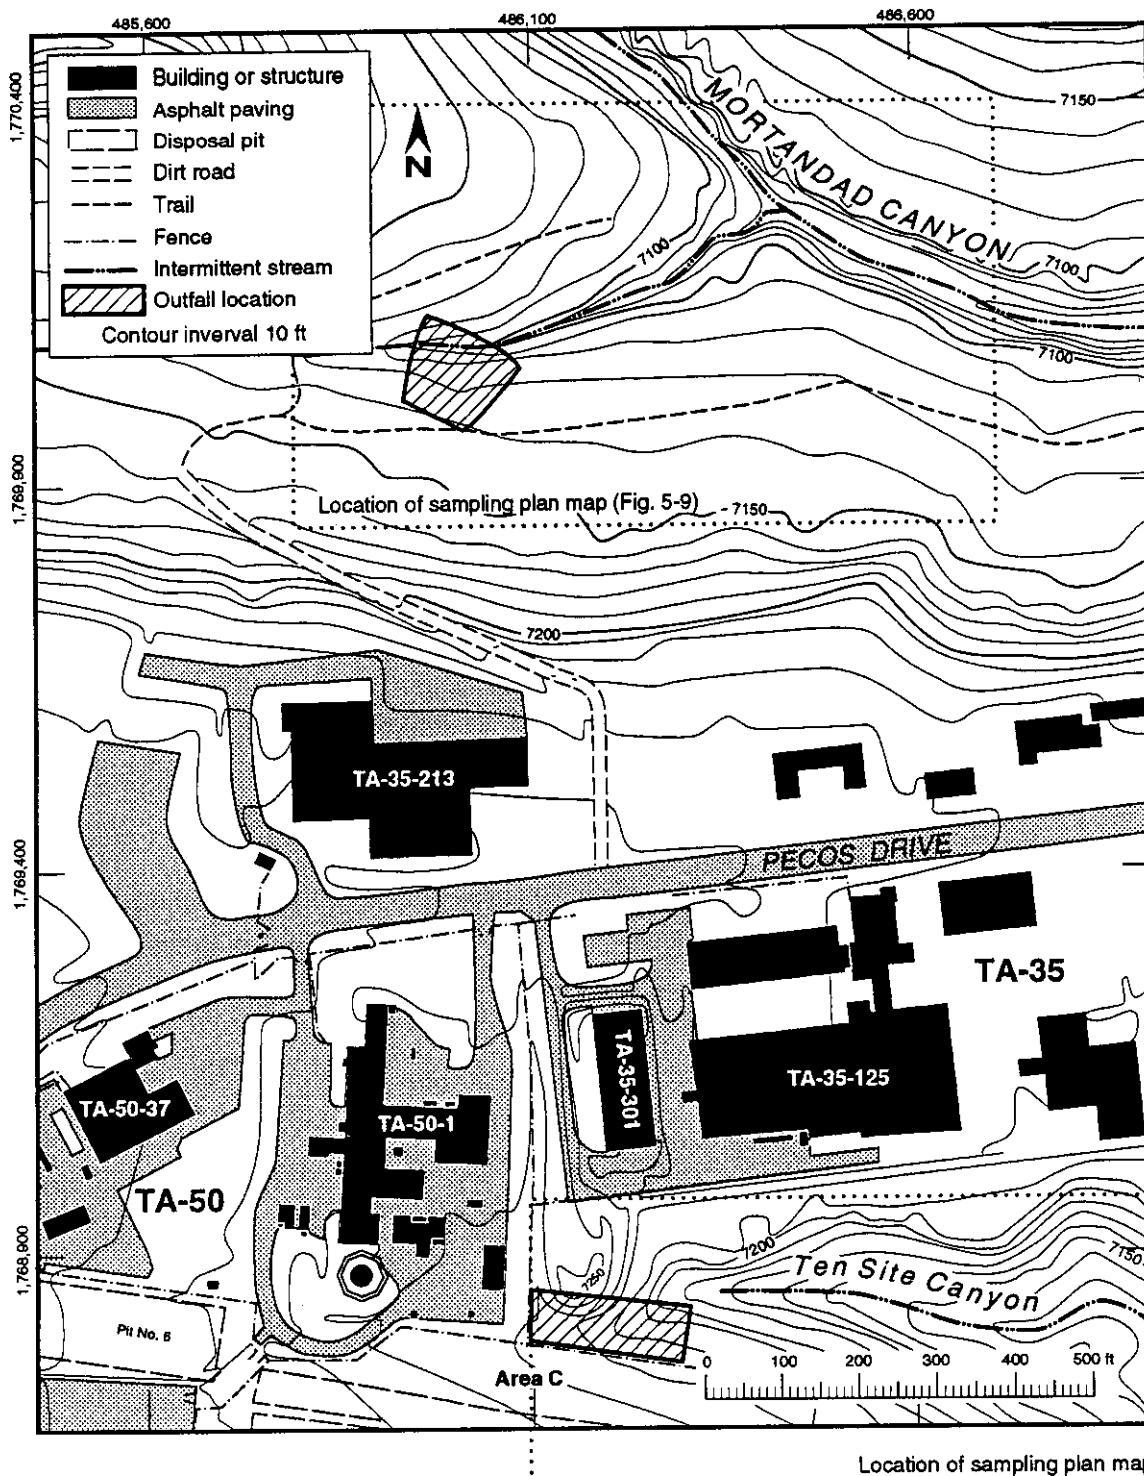 485,600
486,100
486,600
1,770,400
1,769,900
1,769,400
1,768,900
Building or structure
Asphalt paving
Disposal pit
Dirt road
Trail
Fence
Intermittent stream
Outfall location
Contour inverval 10 ft
N
MORTANDAD CANYON
7150
7100
7100
7100
Location of sampling plan map (Fig. 5-9)
7150
7200
TA-35-213
PECOS DRIVE
TA-35
TA-35-301
TA-35-125
TA-50-37
TA-50-1
TA-50
7200
7150
Ten Site Canyon
7250
Pit No. 6
Area C
0 100 200 300 400 500 ft
Location of sampling plan map